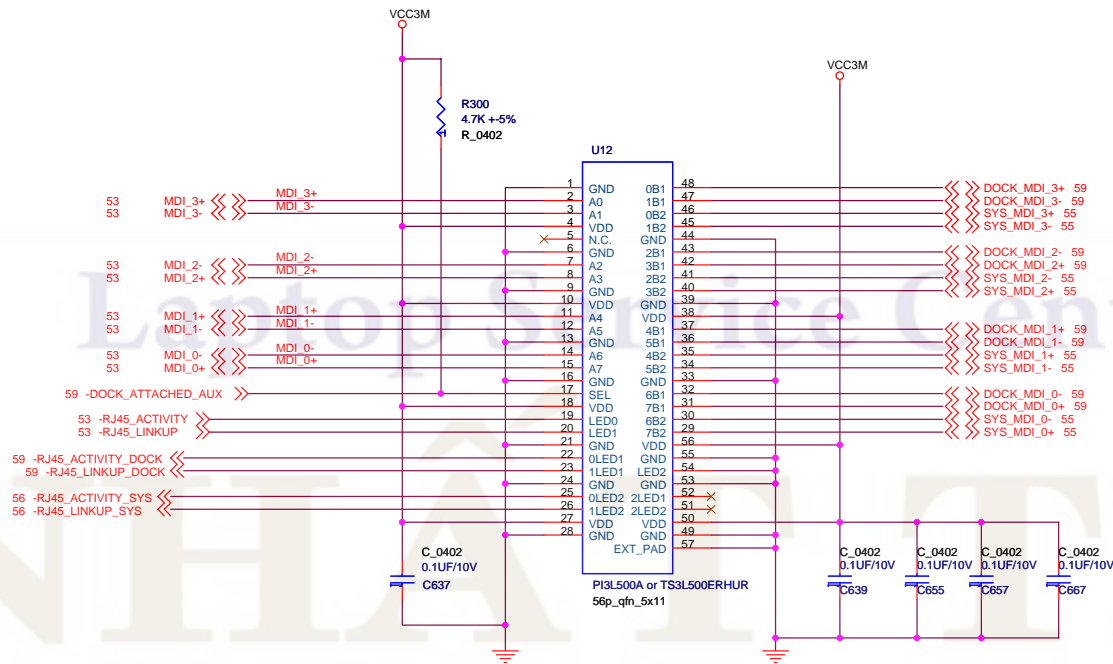 VCC3M
VCC3M
R300
4.7K +-5%
R_0402
1
U12
53 MDI_3+ MDI_3+
53 MDI_3- MDI_3-
53 MDI_2- MDI_2-
53 MDI_2+ MDI_2+
53 MDI_1+ MDI_1+
53 MDI_1- MDI_1-
53 MDI_0- MDI_0-
53 MDI_0+ MDI_0+
59 -DOCK_ATTACHED_AUX
53 -RJ45_ACTIVITY
53 -RJ45_LINKUP
59 -RJ45_ACTIVITY_DOCK
59 -RJ45_LINKUP_DOCK
56 -RJ45_ACTIVITY_SYS
56 -RJ45_LINKUP_SYS
1 GND
2 A0
3 A1
4 VDD
5 N.C.
6 GND
7 A2
8 A3
9 GND
10 VDD
11 A4
12 A5
13 GND
14 A6
15 A7
16 GND
17 SEL
18 VDD
19 LED0
20 LED1
21 GND
22 0LED1
23 1LED1
24 GND
25 0LED2
26 1LED2
27 VDD
28 GND
0B1 48
1B1 47
0B2 46
1B2 45
GND 44
2B1 43
3B1 42
2B2 41
3B2 40
GND 39
VDD 38
4B1 37
5B1 36
4B2 35
5B2 34
GND 33
6B1 32
7B1 31
6B2 30
7B2 29
VDD 56
GND 55
LED2 54
GND 53
2LED1 52
2LED2 51
VDD 50
GND 49
EXT_PAD 57
DOCK_MDI_3+ 59
DOCK_MDI_3- 59
SYS_MDI_3+ 55
SYS_MDI_3- 55
DOCK_MDI_2- 59
DOCK_MDI_2+ 59
SYS_MDI_2- 55
SYS_MDI_2+ 55
DOCK_MDI_1+ 59
DOCK_MDI_1- 59
SYS_MDI_1+ 55
SYS_MDI_1- 55
DOCK_MDI_0- 59
DOCK_MDI_0+ 59
SYS_MDI_0- 55
SYS_MDI_0+ 55
PI3L500A or TS3L500ERHUR
56p_qfn_5x11
C_0402
0.1UF/10V
C637
C_0402
0.1UF/10V
C639
C_0402
0.1UF/10V
C655
C_0402
0.1UF/10V
C657
C_0402
0.1UF/10V
C667
Laptop Service Cent
NHẤT T